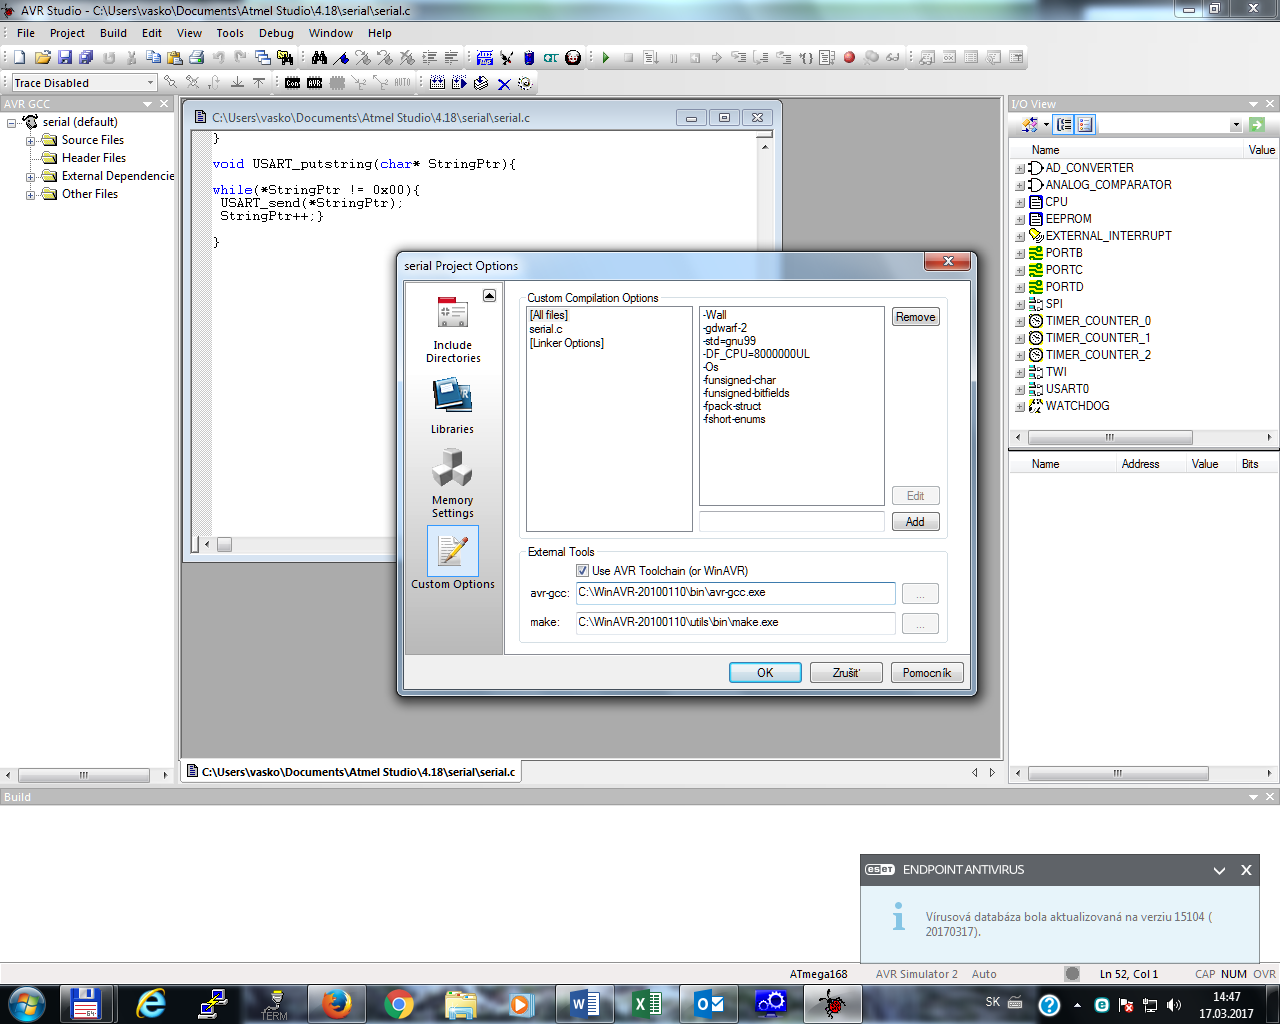 AVR Studio - C:\Users\vasko\Documents\Atmel Studio\4.18\serial\serial.c
File Project Build Edit View Tools Debug Window Help
Trace Disabled
Con AVR AUTO
AVR GCC
serial (default)
Source Files
Header Files
External Dependencie
Other Files
C:\Users\vasko\Documents\Atmel Studio\4.18\serial\serial.c
}
void USART_putstring(char* StringPtr){
while(*StringPtr != 0x00){
USART_send(*StringPtr);
StringPtr++;}
}
serial Project Options
Include
Directories
Libraries
Memory
Settings
Custom Options
Custom Compilation Options
[All files]
serial.c
[Linker Options]
-Wall
-gdwarf-2
-std=gnu99
-DF_CPU=8000000UL
-Os
-funsigned-char
-funsigned-bitfields
-fpack-struct
-fshort-enums
Remove
Edit
Add
External Tools
Use AVR Toolchain (or WinAVR)
avr-gcc: C:\WinAVR-20100110\bin\avr-gcc.exe ...
make: C:\WinAVR-20100110\utils\bin\make.exe ...
OK Zrušiť Pomocník
C:\Users\vasko\Documents\Atmel Studio\4.18\serial\serial.c
I/O View
Name Value
AD_CONVERTER
ANALOG_COMPARATOR
CPU
EEPROM
EXTERNAL_INTERRUPT
PORTB
PORTC
PORTD
SPI
TIMER_COUNTER_0
TIMER_COUNTER_1
TIMER_COUNTER_2
TWI
USART0
WATCHDOG
Name Address Value Bits
Build
eset ENDPOINT ANTIVIRUS
Vírusová databáza bola aktualizovaná na verziu 15104 (
20170317).
ATmega168 AVR Simulator 2 Auto Ln 52, Col 1 CAP NUM OVR
64
TERM
SK
14:47
17.03.2017